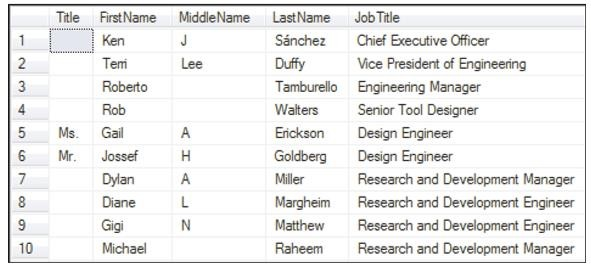 Title FirstName MiddleName LastName JobTitle
1 Ken J Sánchez Chief Executive Officer
2 Terri Lee Duffy Vice President of Engineering
3 Roberto Tamburello Engineering Manager
4 Rob Walters Senior Tool Designer
5 Ms. Gail A Erickson Design Engineer
6 Mr. Jossef H Goldberg Design Engineer
7 Dylan A Miller Research and Development Manager
8 Diane L Margheim Research and Development Engineer
9 Gigi N Matthew Research and Development Engineer
10 Michael Raheem Research and Development Manager